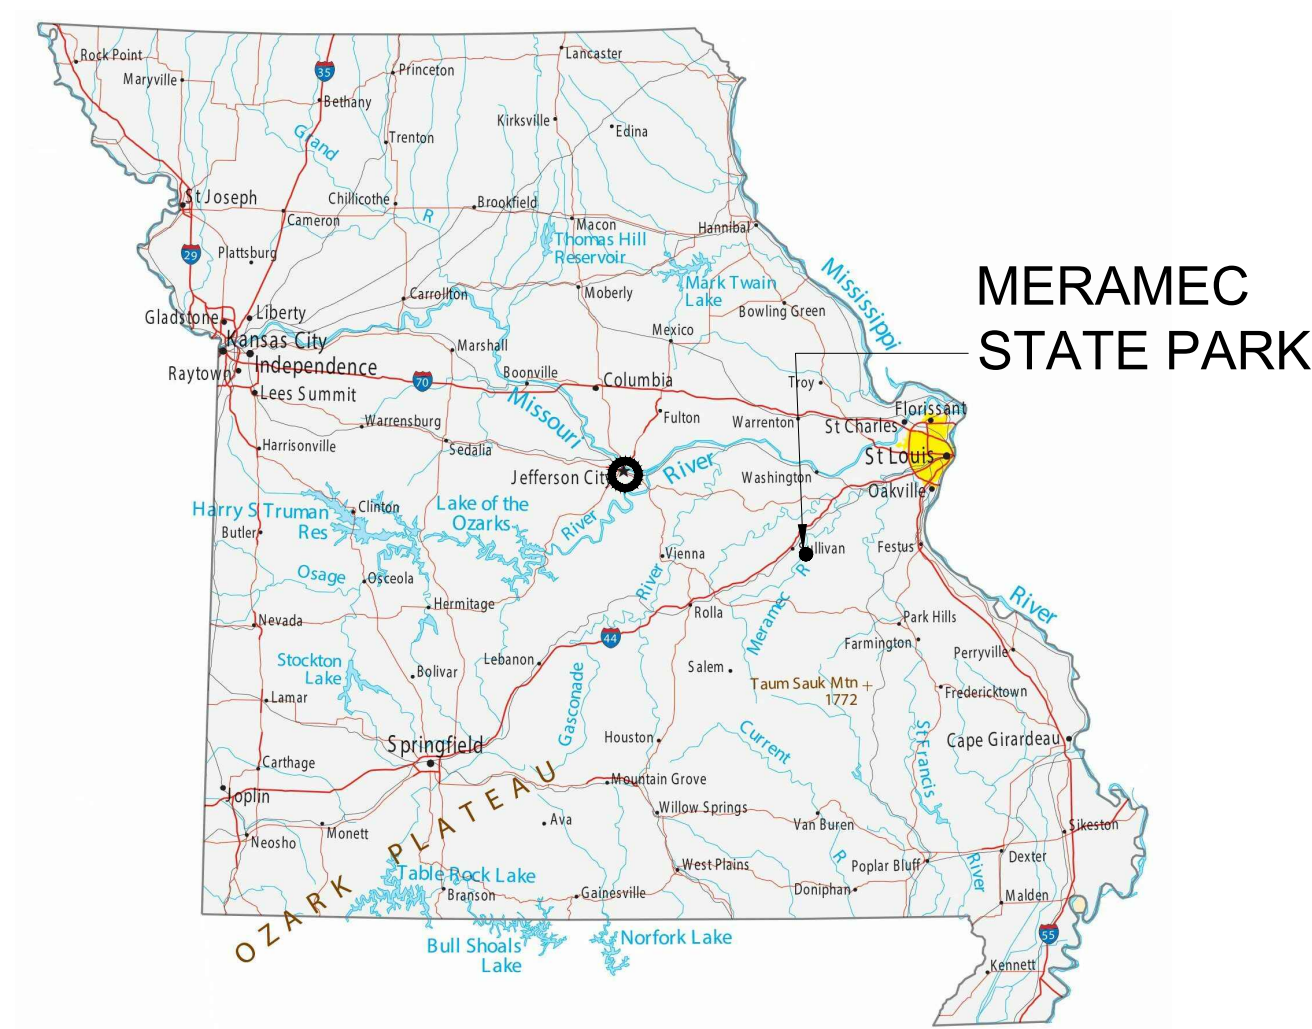 Rock Point
Maryville
35
Princeton
Lancaster
Bethany
Kirksville
Edina
Grand
Trenton
St Joseph
Chillicothe
Brookfield
R
Cameron
Macon
Hannibal
Thomas Hill
Reservoir
29
Plattsburg
Mississippi
MERAMEC
STATE PARK
Mark Twain
Lake
Carrollton
Moberly
Bowling Green
Gladstone
Liberty
Mexico
Kansas City
Marshall
Independence
Raytown
70
Boonville
Columbia
Troy
Lees Summit
Missouri
Florissant
Fulton
Warrenton
St Charles
Warrensburg
Sedalia
Harrisonville
St Louis
River
Jefferson Cit
Washington
Oakville
Harry S Truman
Res
Clinton
Lake of the
Ozarks
River
Butler
Vienna
llivan
Festus
Osage
Osceola
River
R
Meramec
River
Hermitage
Rolla
Nevada
Park Hills
44
Farmington
Perryville
Stockton
Lake
Lebanon
Bolivar
Salem
Taum Sauk Mtn
1772
Fredericktown
Lamar
Gasconade
Springfield
Houston
Current
St Francis
Cape Girardeau
Carthage
Mountain Grove
Joplin
Willow Springs
Ava
Van Buren
Sikeston
Monett
Neosho
OZARK PLATEAU
R
Poplar Bluff
River
Dexter
West Plains
Table Rock Lake
Branson
Gainesville
Doniphan
Malden
Bull Shoals
Lake
Norfork Lake
55
Kennett